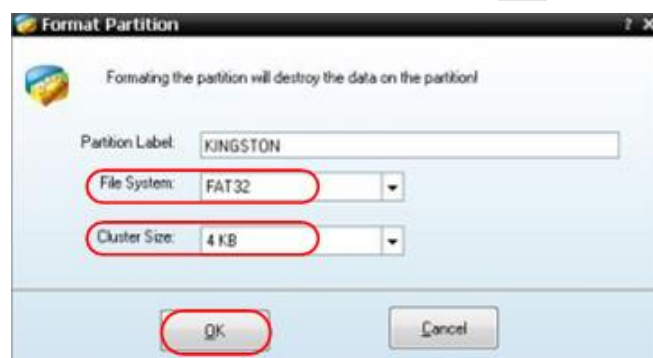 Format Partition
Formating the partition will destroy the data on the partition!
Partition Label: KINGSTON
File System: FAT32
Cluster Size: 4 KB
OK Cancel